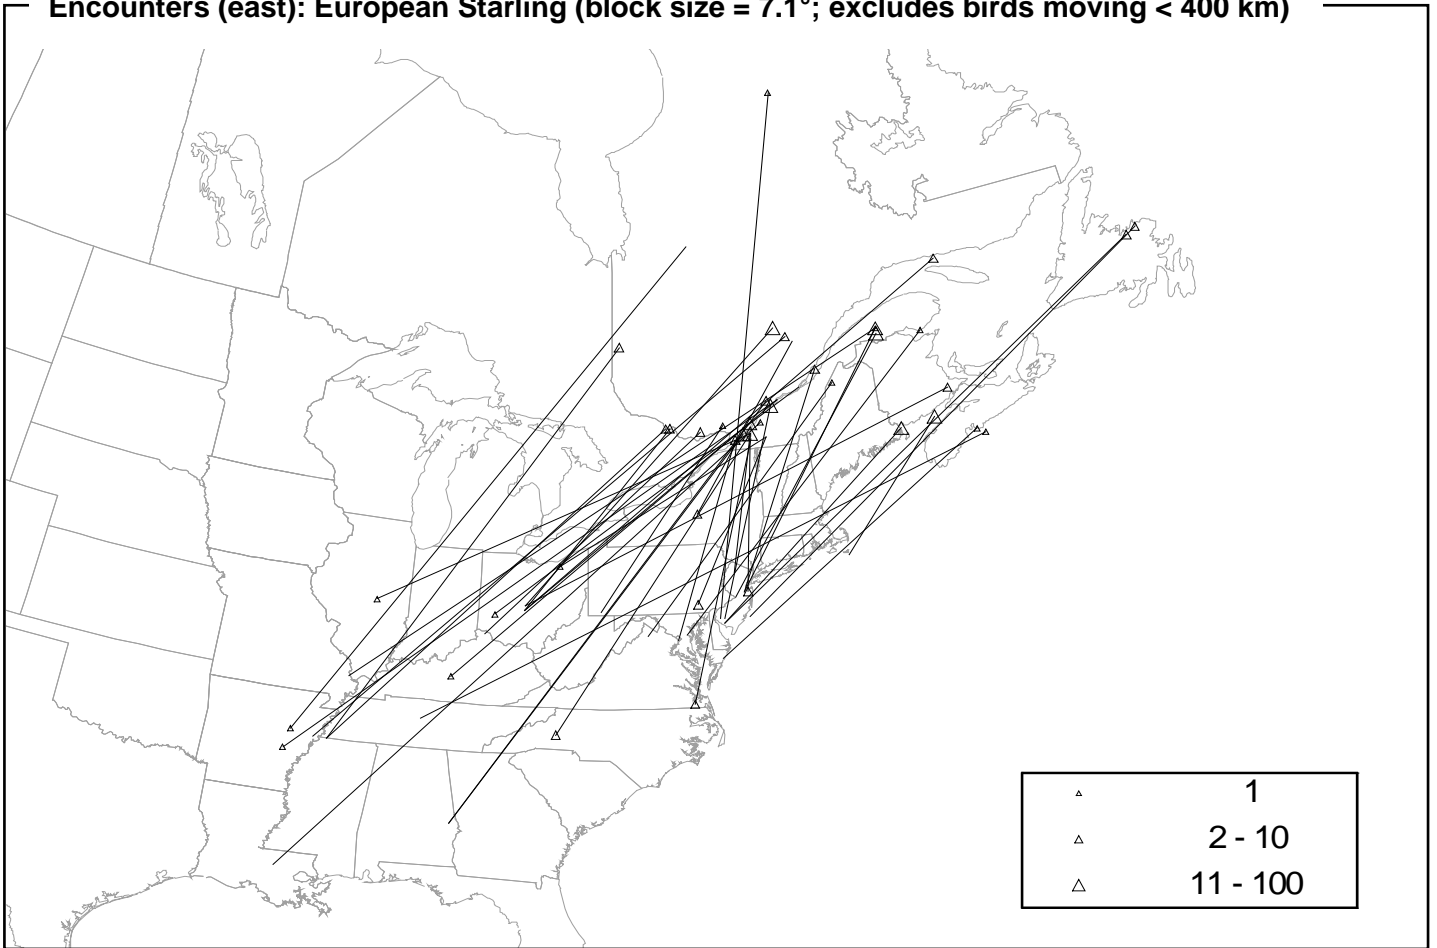 Encounters (east): European Starling (block size = 7.1°; excludes birds moving < 400 km)
1
2 - 10
11 - 100